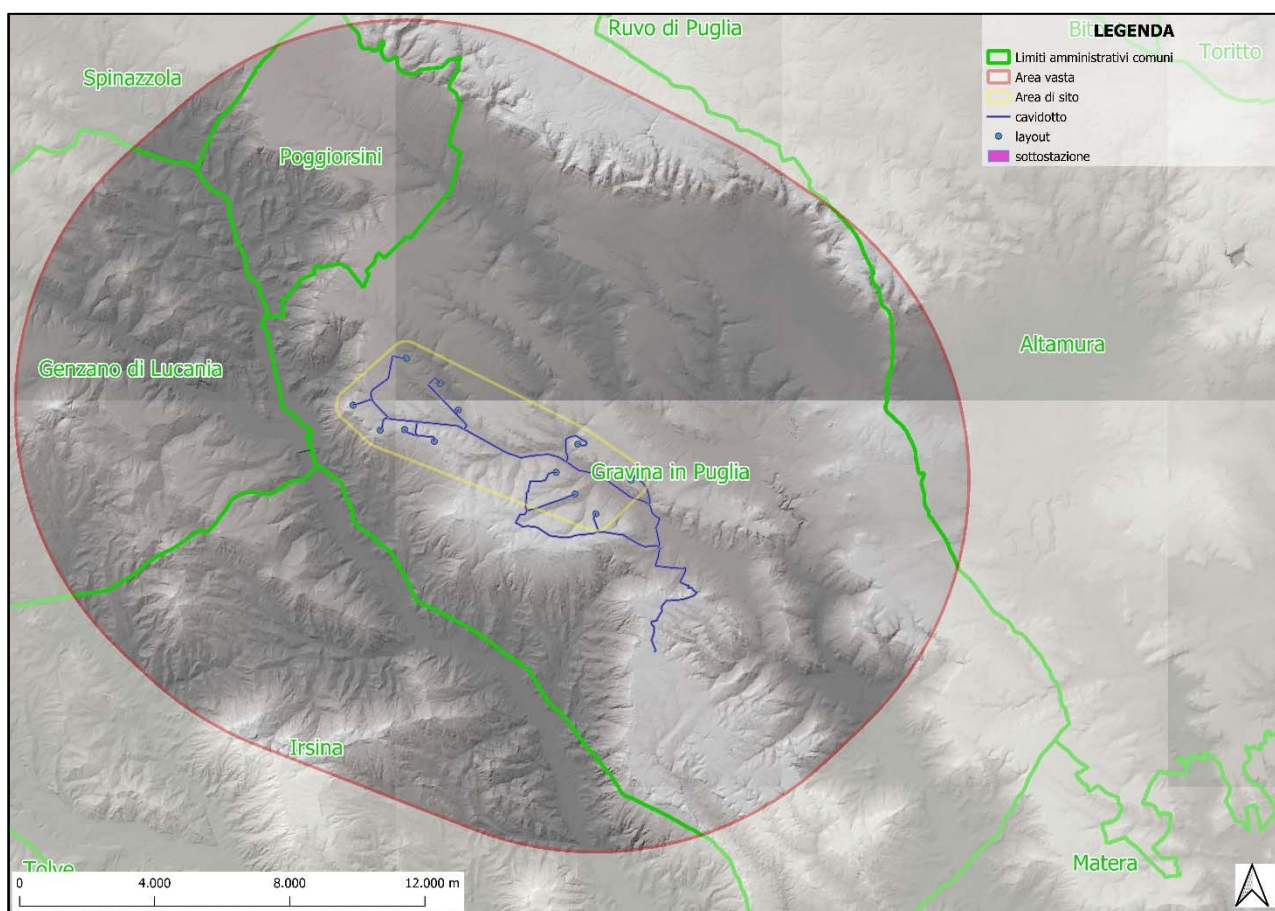 LEGENDA
Limiti amministrativi comuni
Area vasta
Area di sito
cavidotto
layout
sottostazione
Ruvo di Puglia
Toritto
Spinazzola
Poggiorsini
Altamura
Genzano di Lucania
Gravina in Puglia
Irsina
Matera
Tolve
0 4.000 8.000 12.000 m